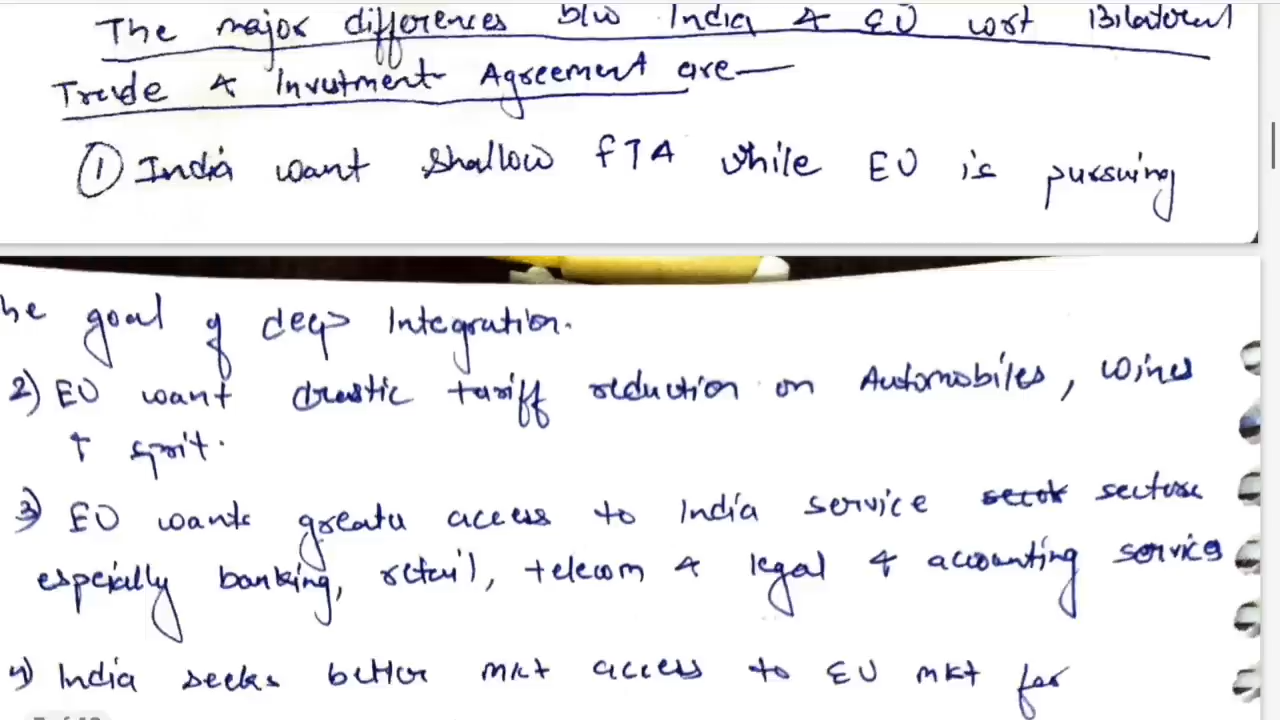 The major differences b/w India & EU wort Bilateral
Trade & Invutment Agreement are—
① India want shallow FTA while EU is pursuing
he goal of deep Integration.
2) EU want drastic tariff reduction on Automobiles, wines
& sprit.
3) EU wants greater access to India service sector
especially banking, retail, telecom & legal & accounting services
4) India seeks better mkt access to EU mkt for